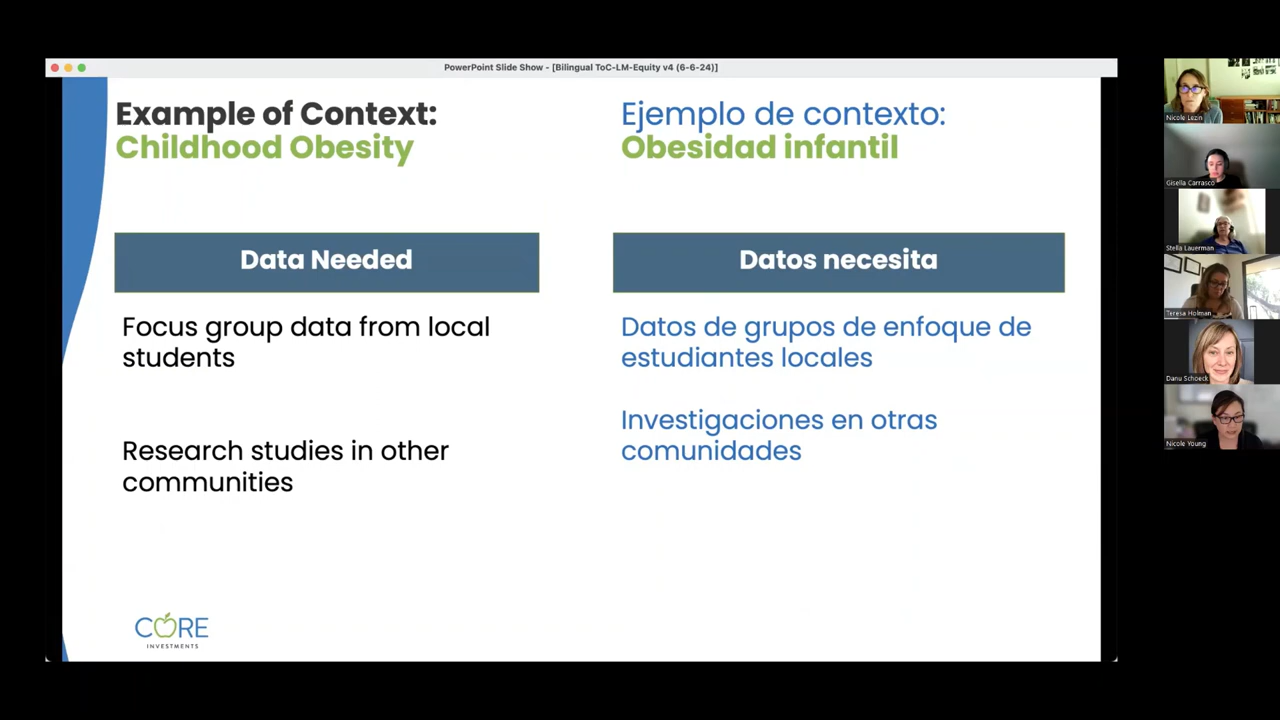 PowerPoint Slide Show - [Bilingual ToC-LM-Equity v4 (6-6-24)]
Example of Context:
Childhood Obesity
Data Needed
Focus group data from local
students
Research studies in other
communities
Ejemplo de contexto:
Obesidad infantil
Datos necesita
Datos de grupos de enfoque de
estudiantes locales
Investigaciones en otras
comunidades
CORE
INVESTMENTS
Nicole Lezin
Gisella Carrasco
Stella Lauerman
Teresa Holman
Danu Schoeck
Nicole Young